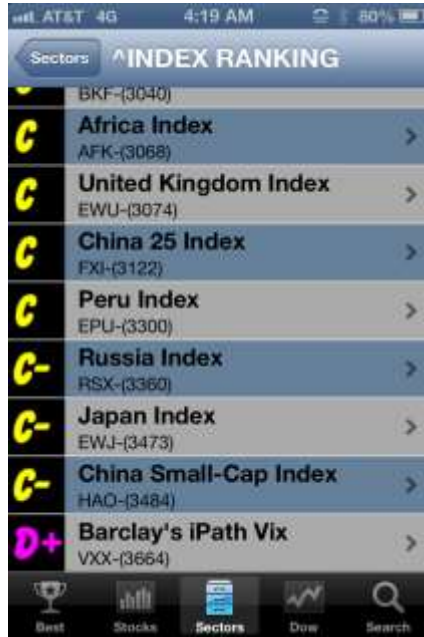 AT&T 4G 4:19 AM 80%
Sectors ^INDEX RANKING
BKF-(3040)
C Africa Index
AFK-(3068)
C United Kingdom Index
EWU-(3074)
C China 25 Index
FXI-(3122)
C Peru Index
EPU-(3300)
C- Russia Index
RSX-(3360)
C- Japan Index
EWJ-(3473)
C- China Small-Cap Index
HAO-(3484)
D+ Barclay's iPath Vix
VXX-(3664)
Best Stocks Sectors Dow Search